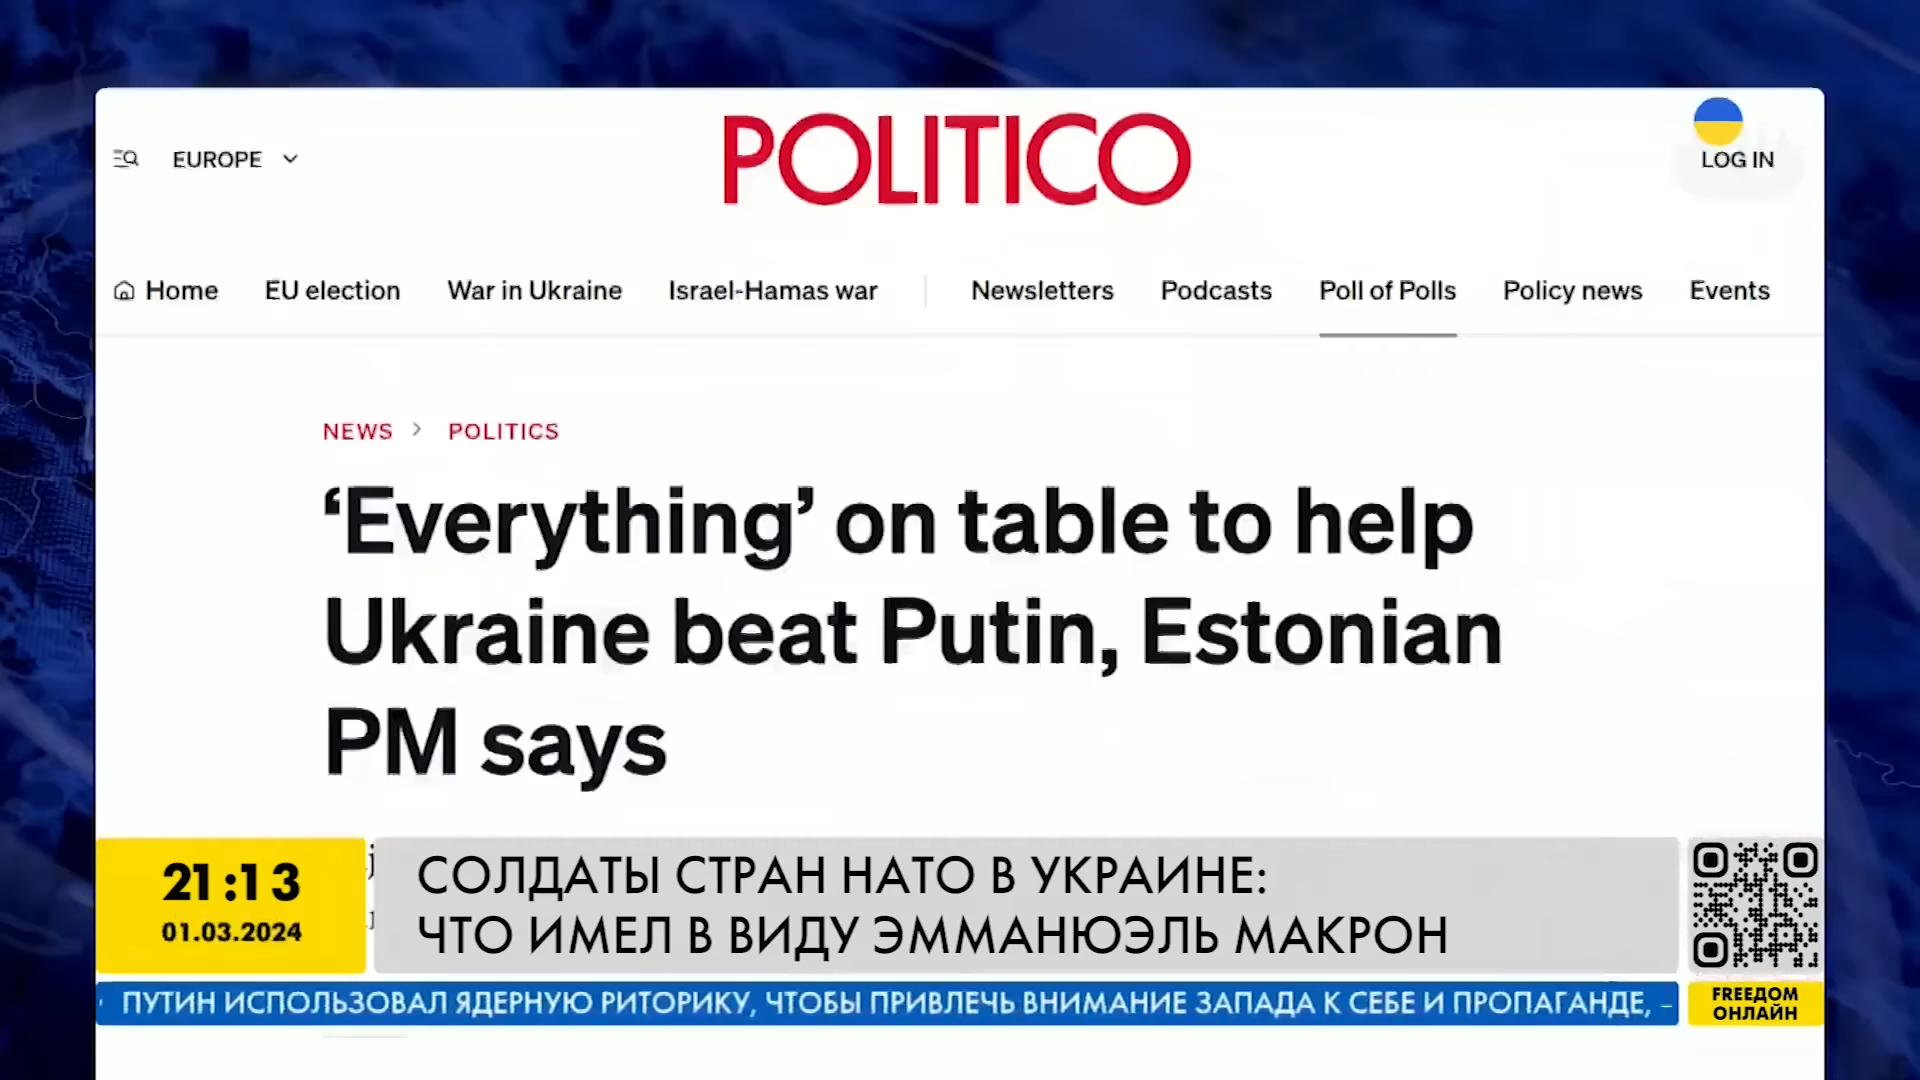 POLITICO
EUROPE
LOG IN
Home EU election War in Ukraine Israel-Hamas war Newsletters Podcasts Poll of Polls Policy news Events
NEWS > POLITICS
‘Everything’ on table to help
Ukraine beat Putin, Estonian
PM says
21:13
01.03.2024
СОЛДАТЫ СТРАН НАТО В УКРАИНЕ:
ЧТО ИМЕЛ В ВИДУ ЭММАНЮЭЛЬ МАКРОН
ПУТИН ИСПОЛЬЗОВАЛ ЯДЕРНУЮ РИТОРИКУ, ЧТОБЫ ПРИВЛЕЧЬ ВНИМАНИЕ ЗАПАДА К СЕБЕ И ПРОПАГАНДЕ, –
FREEДОМ
ОНЛАЙН